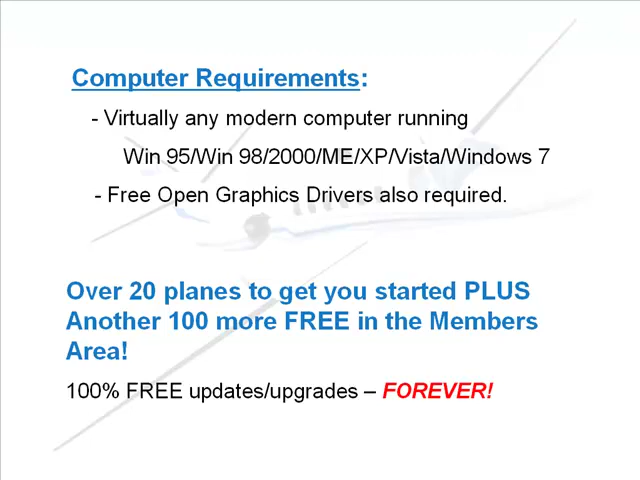 Computer Requirements:
- Virtually any modern computer running
Win 95/Win 98/2000/ME/XP/Vista/Windows 7
- Free Open Graphics Drivers also required.
Over 20 planes to get you started PLUS
Another 100 more FREE in the Members
Area!
100% FREE updates/upgrades – FOREVER!